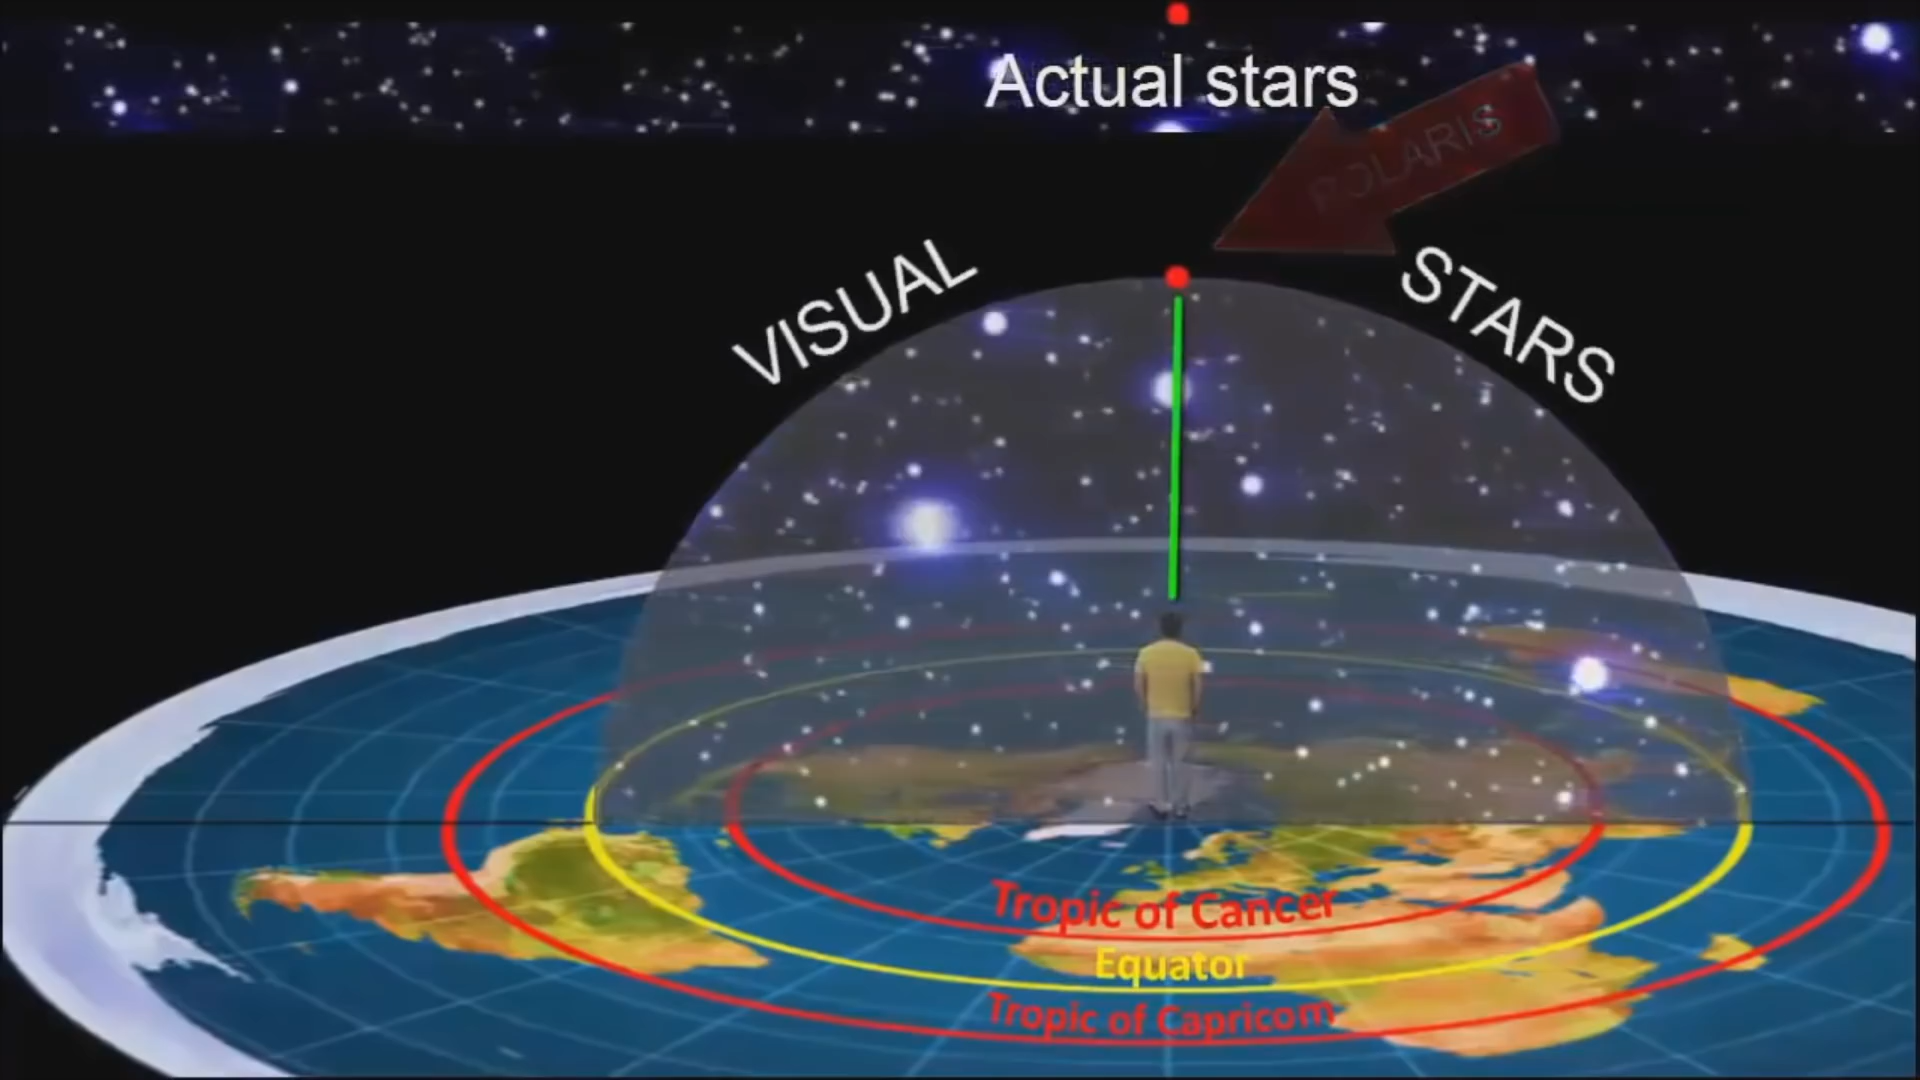 Actual stars
POLARIS
VISUAL
STARS
Tropic of Cancer
Equator
Tropic of Capricorn